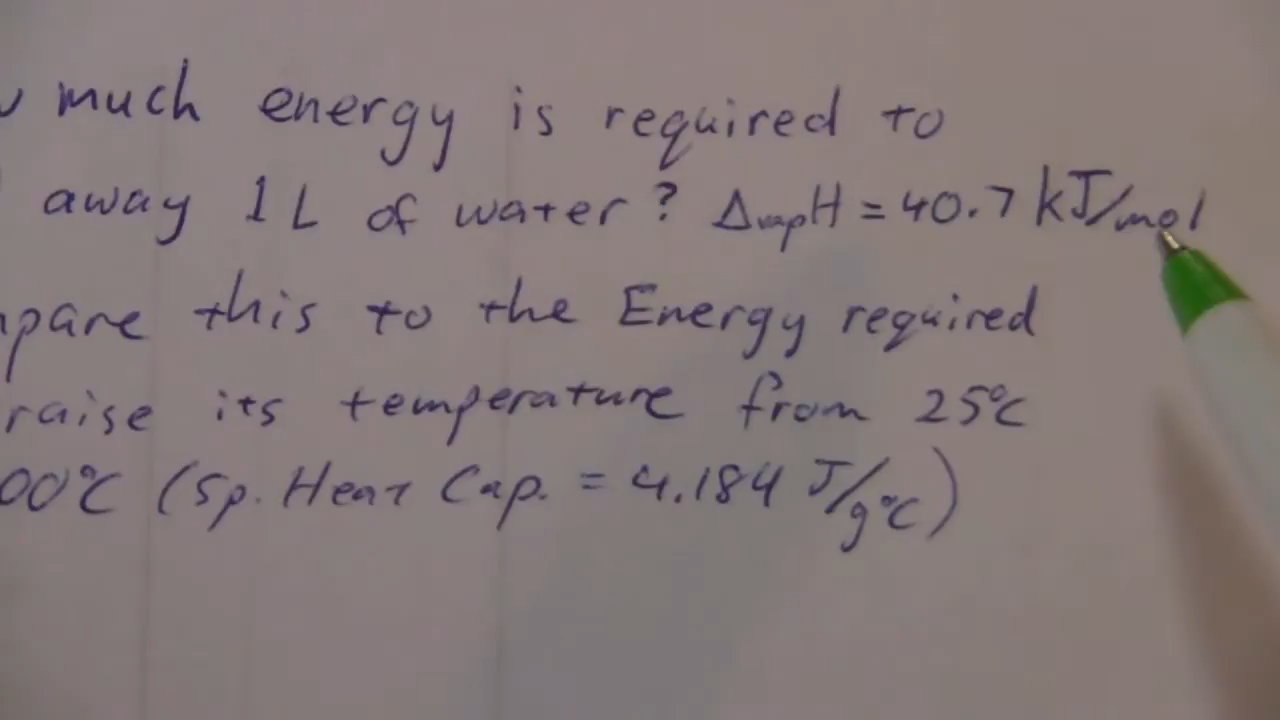 much energy is required to
away 1 L of water? ΔvapH = 40.7 kJ/mol
this to the Energy required
raise its temperature from 25°C
00°C (Sp. Heat Cap. = 4.184 J/g°C)